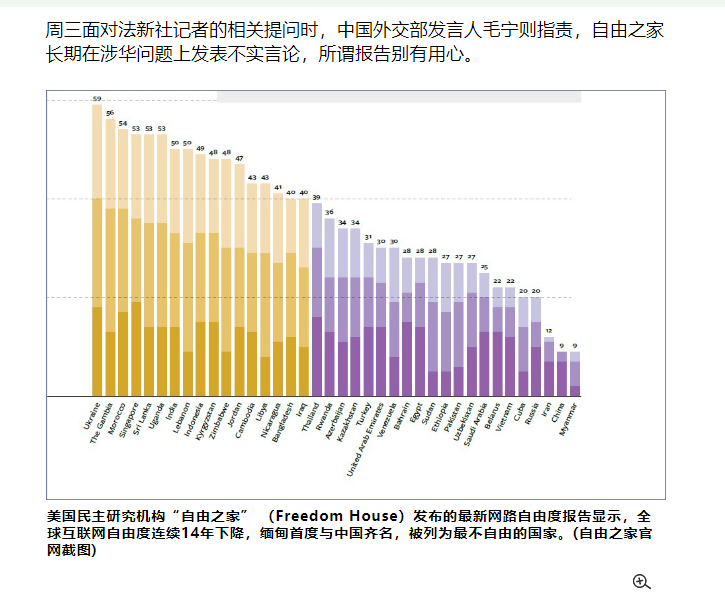 周三面对法新社记者的相关提问时，中国外交部发言人毛宁则指责，自由之家
长期在涉华问题上发表不实言论，所谓报告别有用心。
59 56 54 53 53 53 50 50 49 48 48 47 43 43 41 40 40 39 36 34 34 31 30 30 28 28 28 27 27 27 25 22 22 20 20 12 9 9
Ukraine
The Gambia
Morocco
Singapore
Sri Lanka
Uganda
India
Lebanon
Indonesia
Kyrgyzstan
Zimbabwe
Jordan
Cambodia
Libya
Nicaragua
Bangladesh
Iraq
Thailand
Rwanda
Azerbaijan
Kazakhstan
Turkey
United Arab Emirates
Venezuela
Bahrain
Egypt
Sudan
Ethiopia
Pakistan
Uzbekistan
Saudi Arabia
Belarus
Vietnam
Cuba
Russia
Iran
China
Myanmar
美国民主研究机构“自由之家” （Freedom House）发布的最新网路自由度报告显示，全
球互联网自由度连续14年下降，缅甸首度与中国齐名，被列为最不自由的国家。(自由之家官
网截图)